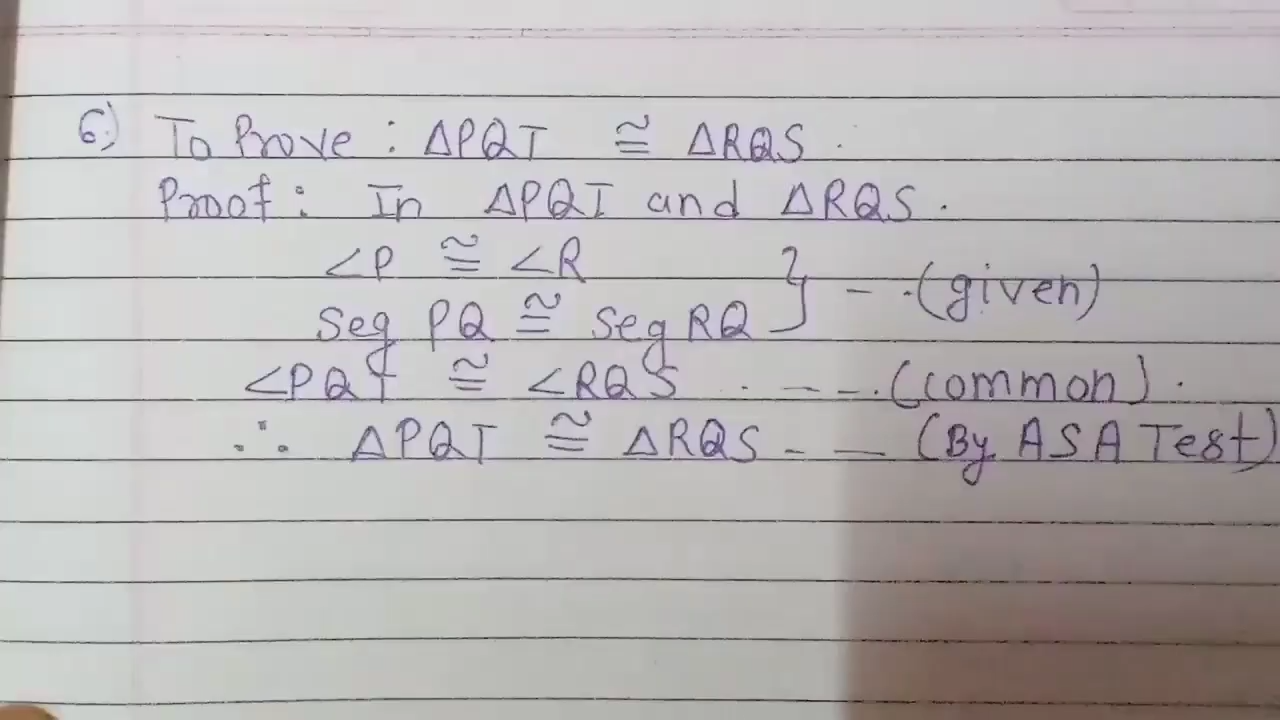 6) To Prove : ΔPQT ≅ ΔRQS .
Proof : In ΔPQT and ΔRQS .
∠P ≅ ∠R
seg PQ ≅ seg RQ } - - .(given)
∠PQT ≅ ∠RQS . - - . (common) .
∴ ΔPQT ≅ ΔRQS - — (By ASA Test)